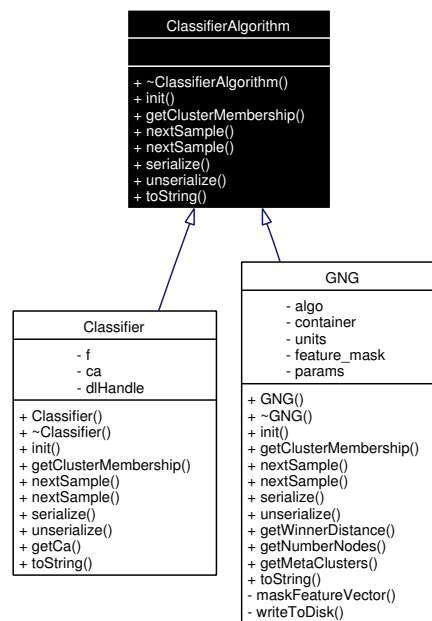 ClassifierAlgorithm
+ ~ClassifierAlgorithm()
+ init()
+ getClusterMembership()
+ nextSample()
+ nextSample()
+ serialize()
+ unserialize()
+ toString()
Classifier
- f
- ca
- dlHandle
+ Classifier()
+ ~Classifier()
+ init()
+ getClusterMembership()
+ nextSample()
+ nextSample()
+ serialize()
+ unserialize()
+ getCa()
+ toString()
GNG
- algo
- container
- units
- feature_mask
- params
+ GNG()
+ ~GNG()
+ init()
+ getClusterMembership()
+ nextSample()
+ nextSample()
+ serialize()
+ unserialize()
+ getWinnerDistance()
+ getNumberNodes()
+ getMetaClusters()
+ toString()
- maskFeatureVector()
- writeToDisk()